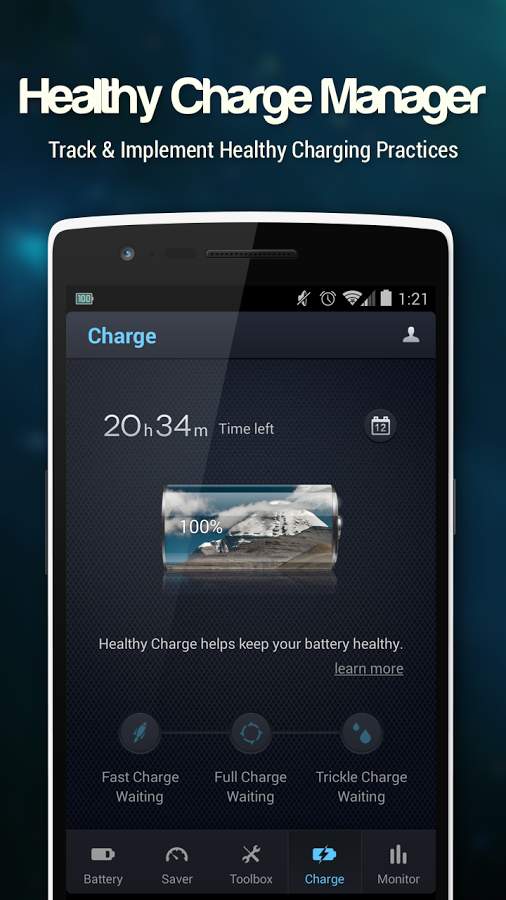 Healthy Charge Manager
Track & Implement Healthy Charging Practices
100 1:21
Charge
20h34m Time left
12
100%
Healthy Charge helps keep your battery healthy.
learn more
Fast Charge Full Charge Trickle Charge
Waiting Waiting Waiting
Battery Saver Toolbox Charge Monitor